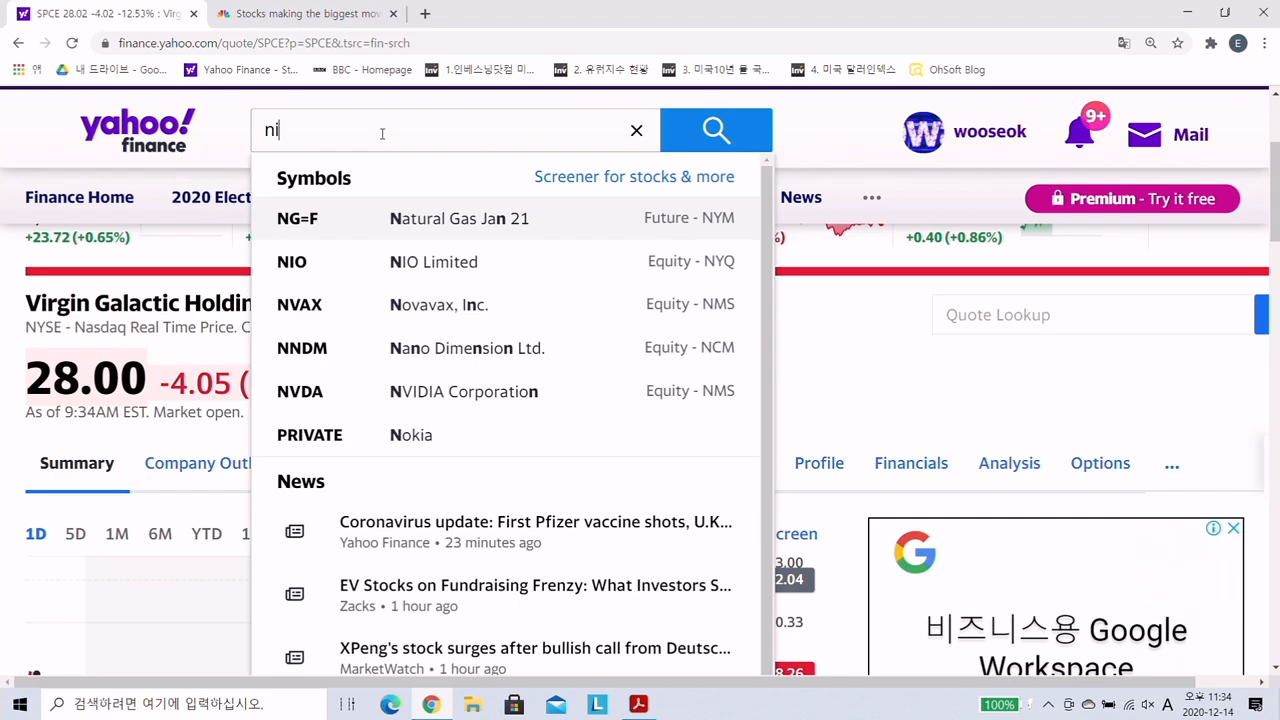 SPCE 28.02 -4.02 -12.53% : Virg
Stocks making the biggest mov
finance.yahoo.com/quote/SPCE?p=SPCE&.tsrc=fin-srch
E
앱
내 드라이브 - Goo...
Yahoo Finance - St...
BBC - Homepage
1.인베스닝닷컴 미...
2. 유럽지수 현황
3. 미국10년 물 국...
4. 미국 달러인덱스
OhSoft Blog
yahoo!
finance
ni
wooseok
9+
Mail
Finance Home
2020 Elect
News
Premium - Try it free
Symbols
Screener for stocks & more
NG=F Natural Gas Jan 21 Future - NYM
NIO NIO Limited Equity - NYQ
NVAX Novavax, Inc. Equity - NMS
NNDM Nano Dimension Ltd. Equity - NCM
NVDA NVIDIA Corporation Equity - NMS
PRIVATE Nokia
News
Coronavirus update: First Pfizer vaccine shots, U.K...
Yahoo Finance • 23 minutes ago
EV Stocks on Fundraising Frenzy: What Investors S...
Zacks • 1 hour ago
XPeng's stock surges after bullish call from Deutsc...
MarketWatch • 1 hour ago
+23.72 (+0.65%)
+0.40 (+0.86%)
Virgin Galactic Holdin
NYSE - Nasdaq Real Time Price. C
Quote Lookup
28.00 -4.05 (
As of 9:34AM EST. Market open.
Summary
Company Outl
Profile
Financials
Analysis
Options
...
1D 5D 1M 6M YTD 1
creen
3.00
2.04
0.33
8.26
비즈니스용 Google
Workspace
검색하려면 여기에 입력하십시오.
100%
A
오후 11:34
2020-12-14